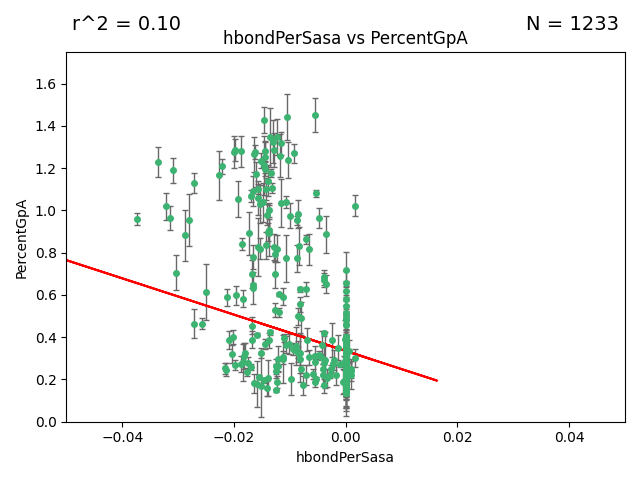 r^2 = 0.10
N = 1233
hbondPerSasa vs PercentGpA
PercentGpA
1.6
1.4
1.2
1.0
0.8
0.6
0.4
0.2
0.0
−0.04
−0.02
0.00
0.02
0.04
hbondPerSasa